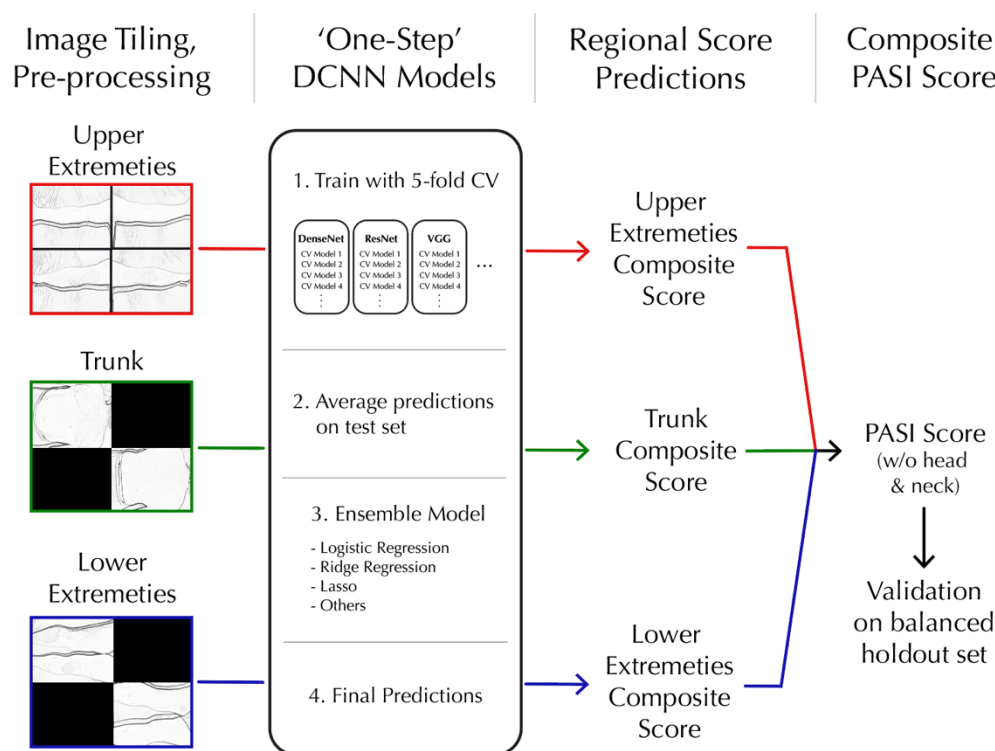 Image Tiling,
Pre-processing
'One-Step'
DCNN Models
Regional Score
Predictions
Composite
PASI Score
Upper
Extremeties
Trunk
Lower
Extremeties
1. Train with 5-fold CV
DenseNet
CV Model 1
CV Model 2
CV Model 3
CV Model 4
⋮
ResNet
CV Model 1
CV Model 2
CV Model 3
CV Model 4
⋮
VGG
CV Model 1
CV Model 2
CV Model 3
CV Model 4
⋮
...
2. Average predictions
on test set
3. Ensemble Model
- Logistic Regression
- Ridge Regression
- Lasso
- Others
4. Final Predictions
Upper
Extremeties
Composite
Score
Trunk
Composite
Score
Lower
Extremeties
Composite
Score
PASI Score
(w/o head
& neck)
Validation
on balanced
holdout set